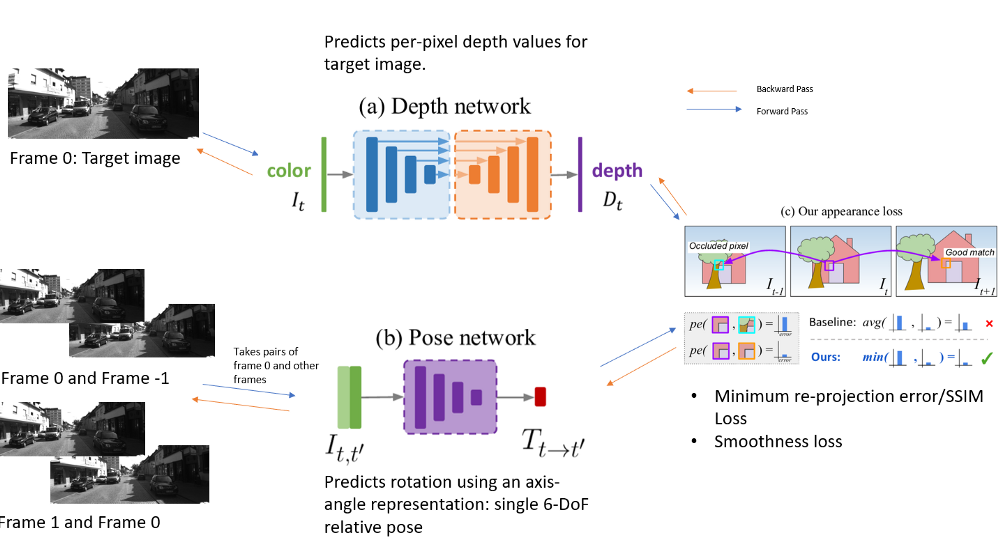 Predicts per-pixel depth values for
target image.
Backward Pass
Forward Pass
(a) Depth network
Frame 0: Target image
color
I_t
depth
D_t
(c) Our appearance loss
Occluded pixel
Good match
I_{t-1}
I_t
I_{t+1}
pe( , ) =
error
pe( , ) =
error
Baseline: avg( , ) = ×
Ours: min( , ) = ✓
(b) Pose network
Takes pairs of
frame 0 and other
frames
Frame 0 and Frame -1
I_{t,t'}
T_{t→t'}
• Minimum re-projection error/SSIM
Loss
• Smoothness loss
Predicts rotation using an axis-
angle representation: single 6-DoF
relative pose
Frame 1 and Frame 0